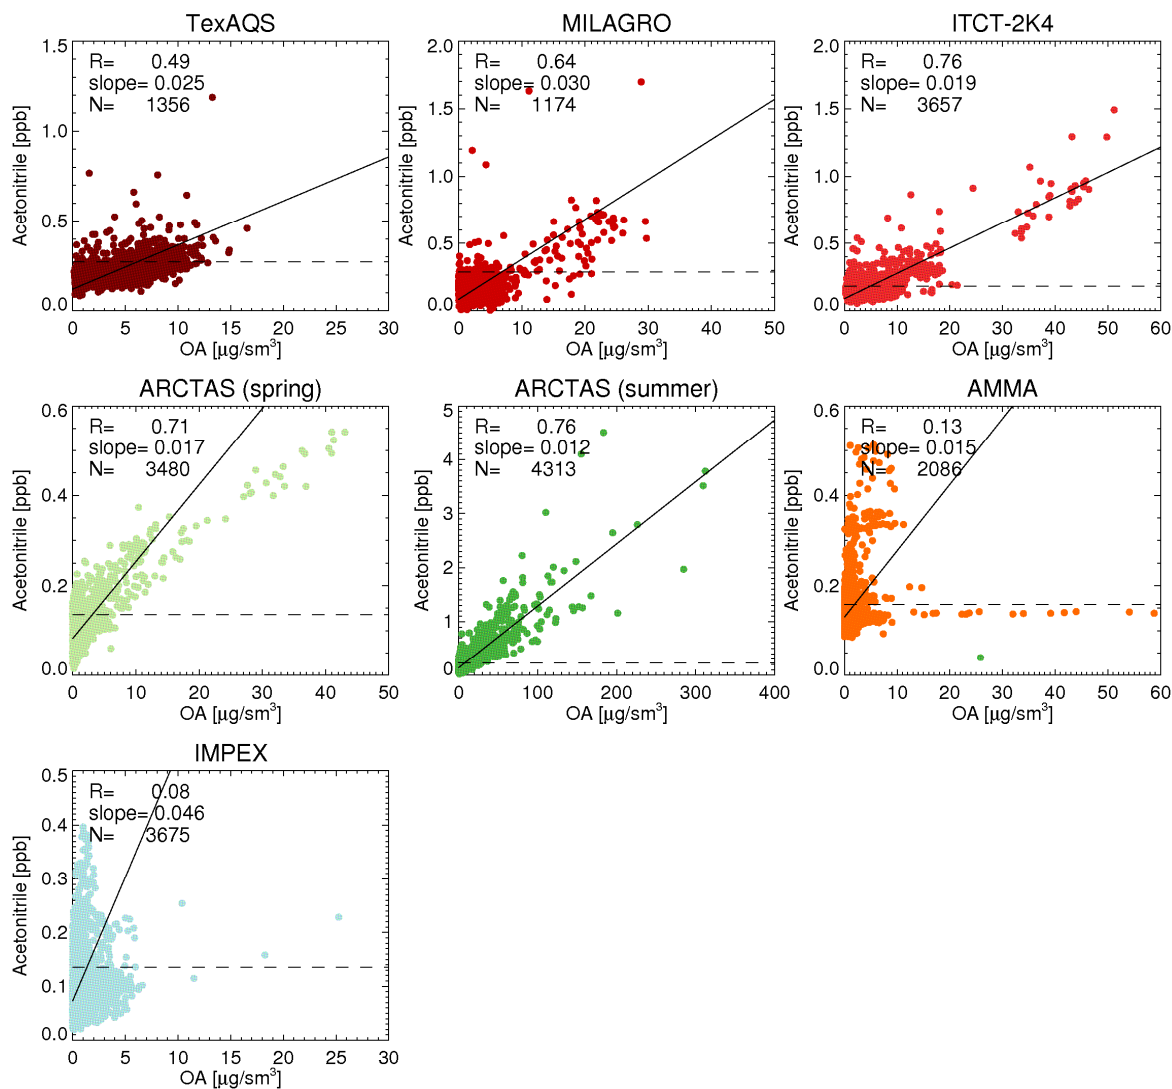 TexAQS
R= 0.49
slope= 0.025
N= 1356
Acetonitrile [ppb]
1.5
1.0
0.5
0.0
0 5 10 15 20 25 30
OA [μg/sm³]
MILAGRO
R= 0.64
slope= 0.030
N= 1174
Acetonitrile [ppb]
2.0
1.5
1.0
0.5
0.0
0 10 20 30 40 50
OA [μg/sm³]
ITCT-2K4
R= 0.76
slope= 0.019
N= 3657
Acetonitrile [ppb]
2.0
1.5
1.0
0.5
0.0
0 10 20 30 40 50 60
OA [μg/sm³]
ARCTAS (spring)
R= 0.71
slope= 0.017
N= 3480
Acetonitrile [ppb]
0.6
0.4
0.2
0.0
0 10 20 30 40 50
OA [μg/sm³]
ARCTAS (summer)
R= 0.76
slope= 0.012
N= 4313
Acetonitrile [ppb]
5
4
3
2
1
0
0 100 200 300 400
OA [μg/sm³]
AMMA
R= 0.13
slope= 0.015
N= 2086
Acetonitrile [ppb]
0.6
0.4
0.2
0.0
0 10 20 30 40 50 60
OA [μg/sm³]
IMPEX
R= 0.08
slope= 0.046
N= 3675
Acetonitrile [ppb]
0.5
0.4
0.3
0.2
0.1
0.0
0 5 10 15 20 25 30
OA [μg/sm³]